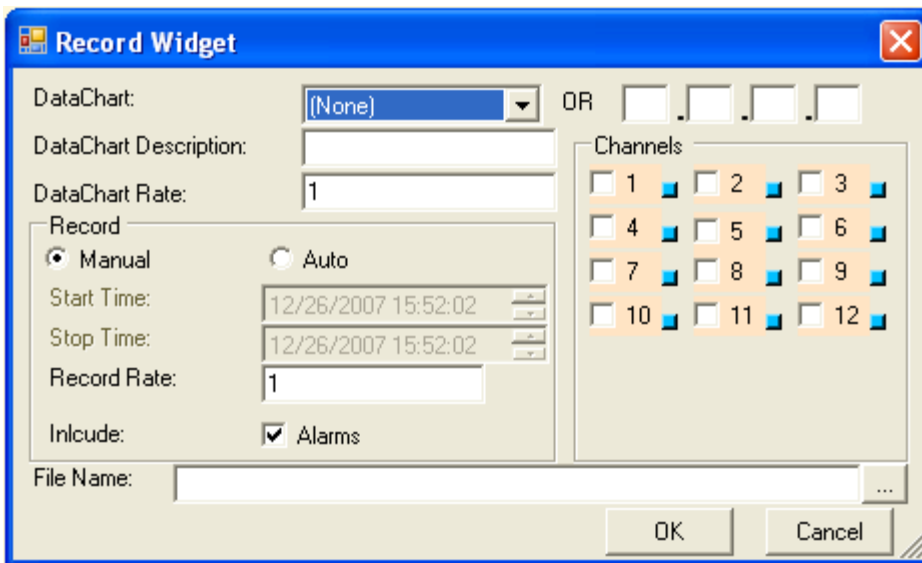 Record Widget
DataChart: (None) OR . . .
DataChart Description:
DataChart Rate: 1
Channels
1 2 3
4 5 6
7 8 9
10 11 12
Record
Manual Auto
Start Time: 12/26/2007 15:52:02
Stop Time: 12/26/2007 15:52:02
Record Rate: 1
Inlcude: Alarms
File Name: ...
OK Cancel